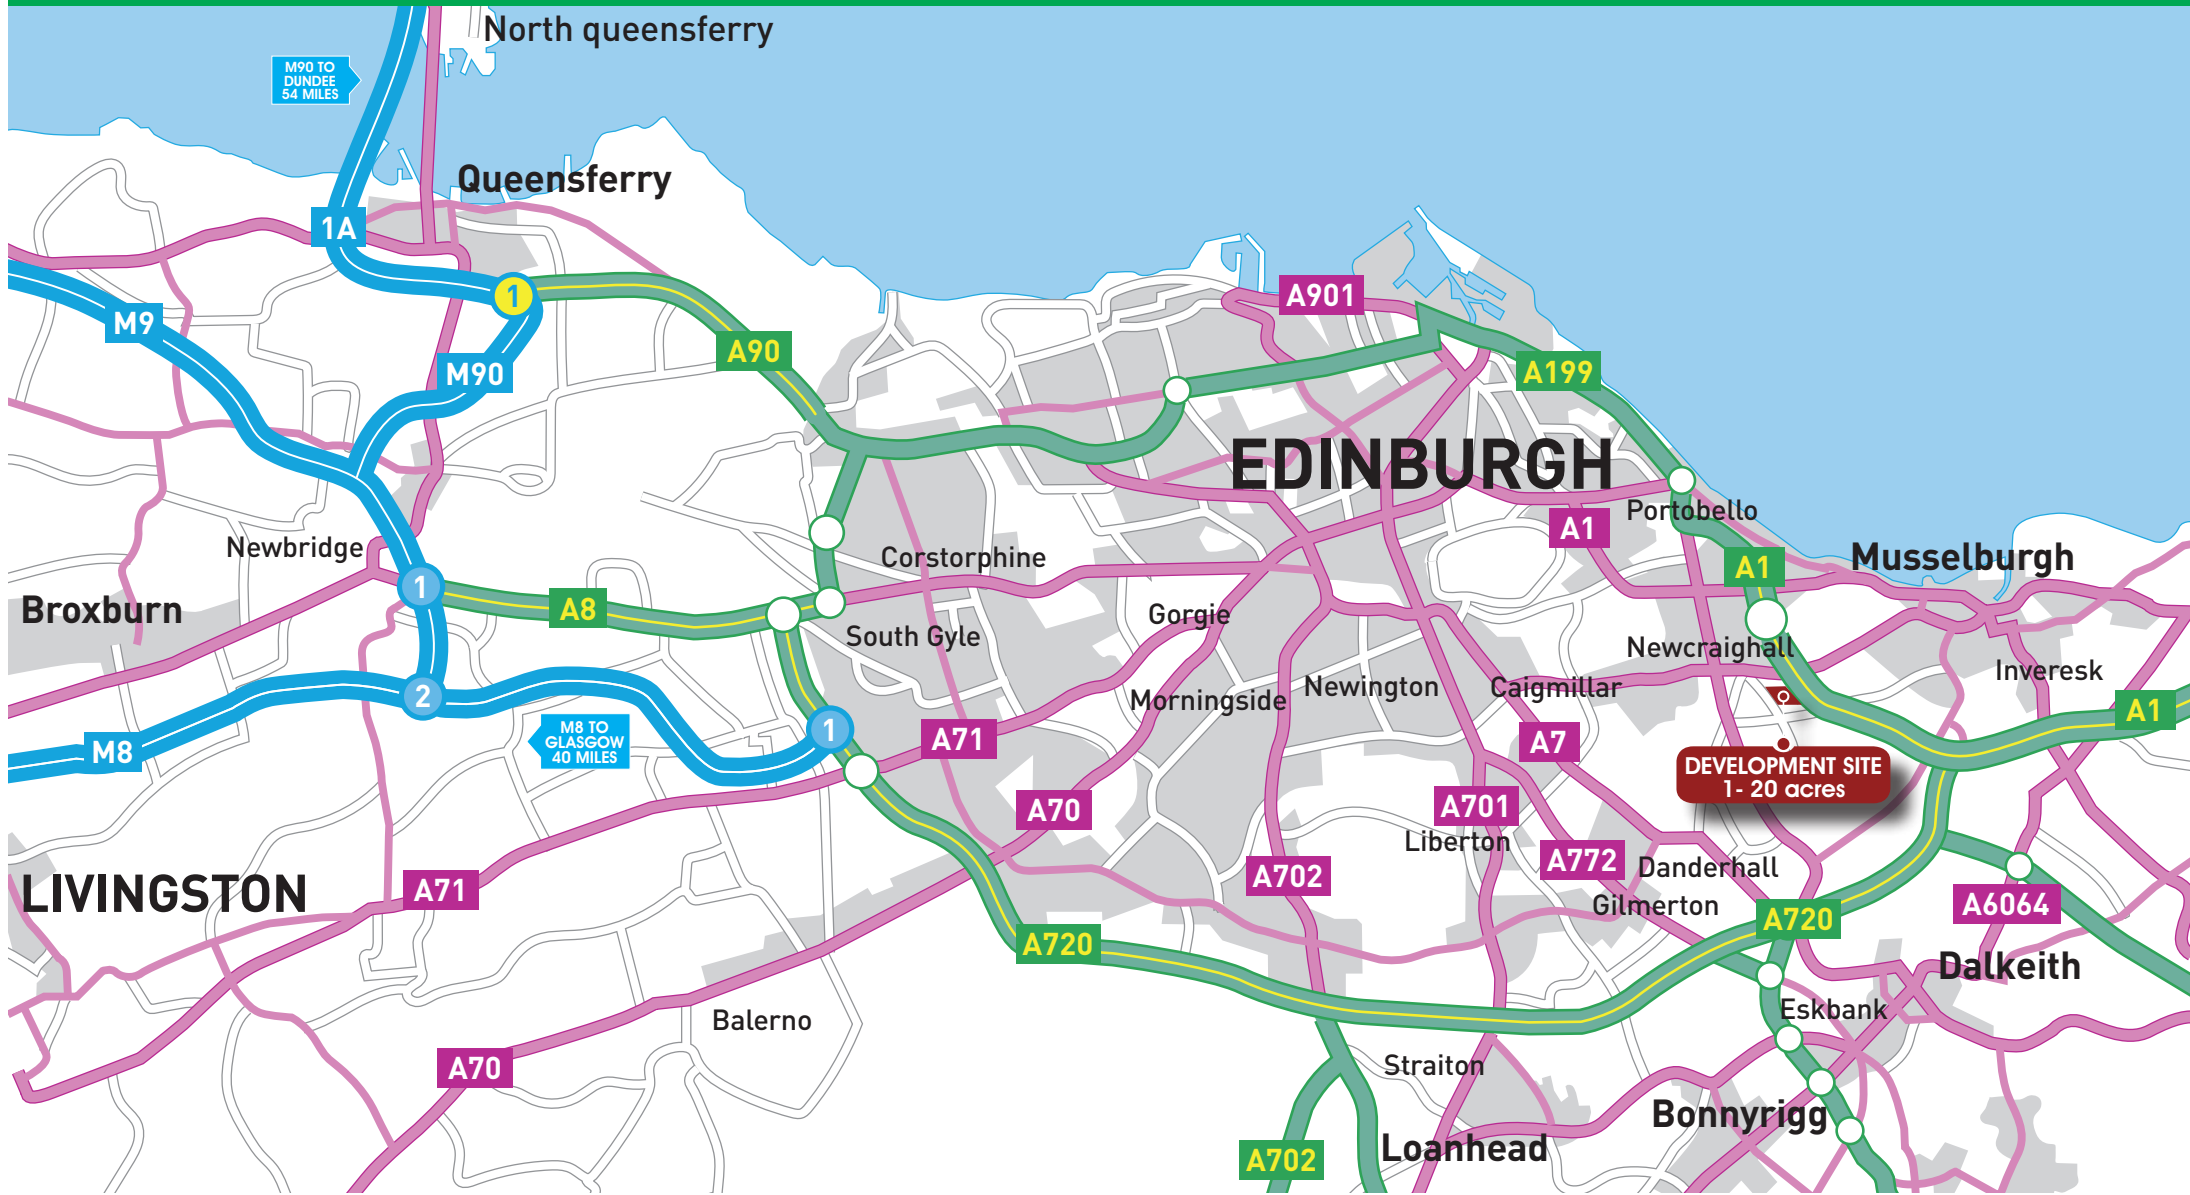 North queensferry
M90 TO
DUNDEE
54 MILES
Queensferry
1A
1
A901
M9
A90
M90
A199
EDINBURGH
Portobello
A1
Newbridge
Corstorphine
Musselburgh
A1
1
Broxburn
A8
Gorgie
South Gyle
Newcraighall
Inveresk
2
Morningside
Newington
Caigmillar
A1
1
M8
M8 TO
GLASGOW
40 MILES
A71
A7
DEVELOPMENT SITE
1- 20 acres
A70
A701
Liberton
A772
Danderhall
LIVINGSTON
A71
A702
Gilmerton
A720
A6064
A720
Dalkeith
Balerno
Eskbank
A70
Straiton
Bonnyrigg
Loanhead
A702